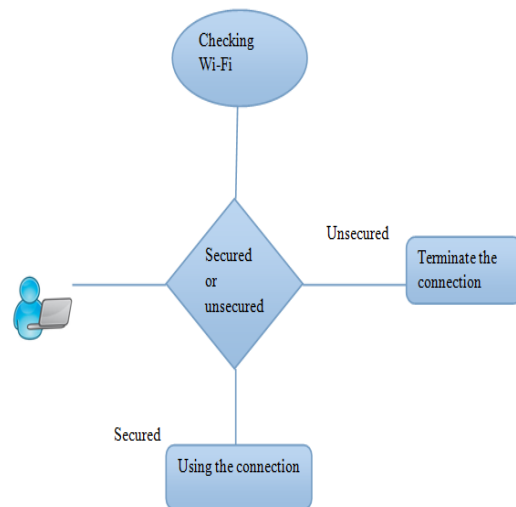 Checking
Wi-Fi
Unsecured
Secured
or
unsecured
Terminate the
connection
Secured
Using the connection